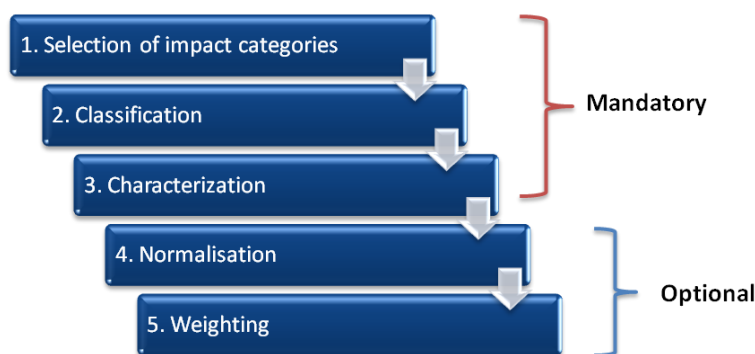 1. Selection of impact categories
2. Classification
Mandatory
3. Characterization
4. Normalisation
Optional
5. Weighting